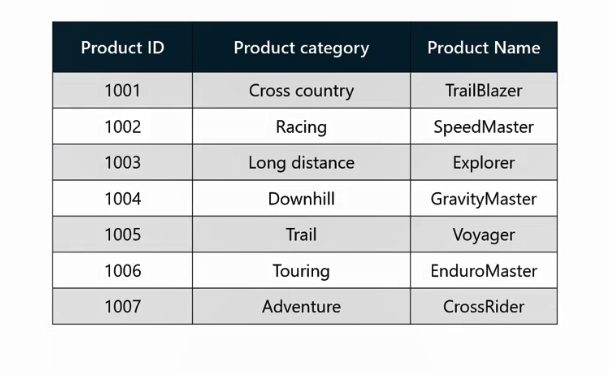 Product ID Product category Product Name
1001 Cross country TrailBlazer
1002 Racing SpeedMaster
1003 Long distance Explorer
1004 Downhill GravityMaster
1005 Trail Voyager
1006 Touring EnduroMaster
1007 Adventure CrossRider